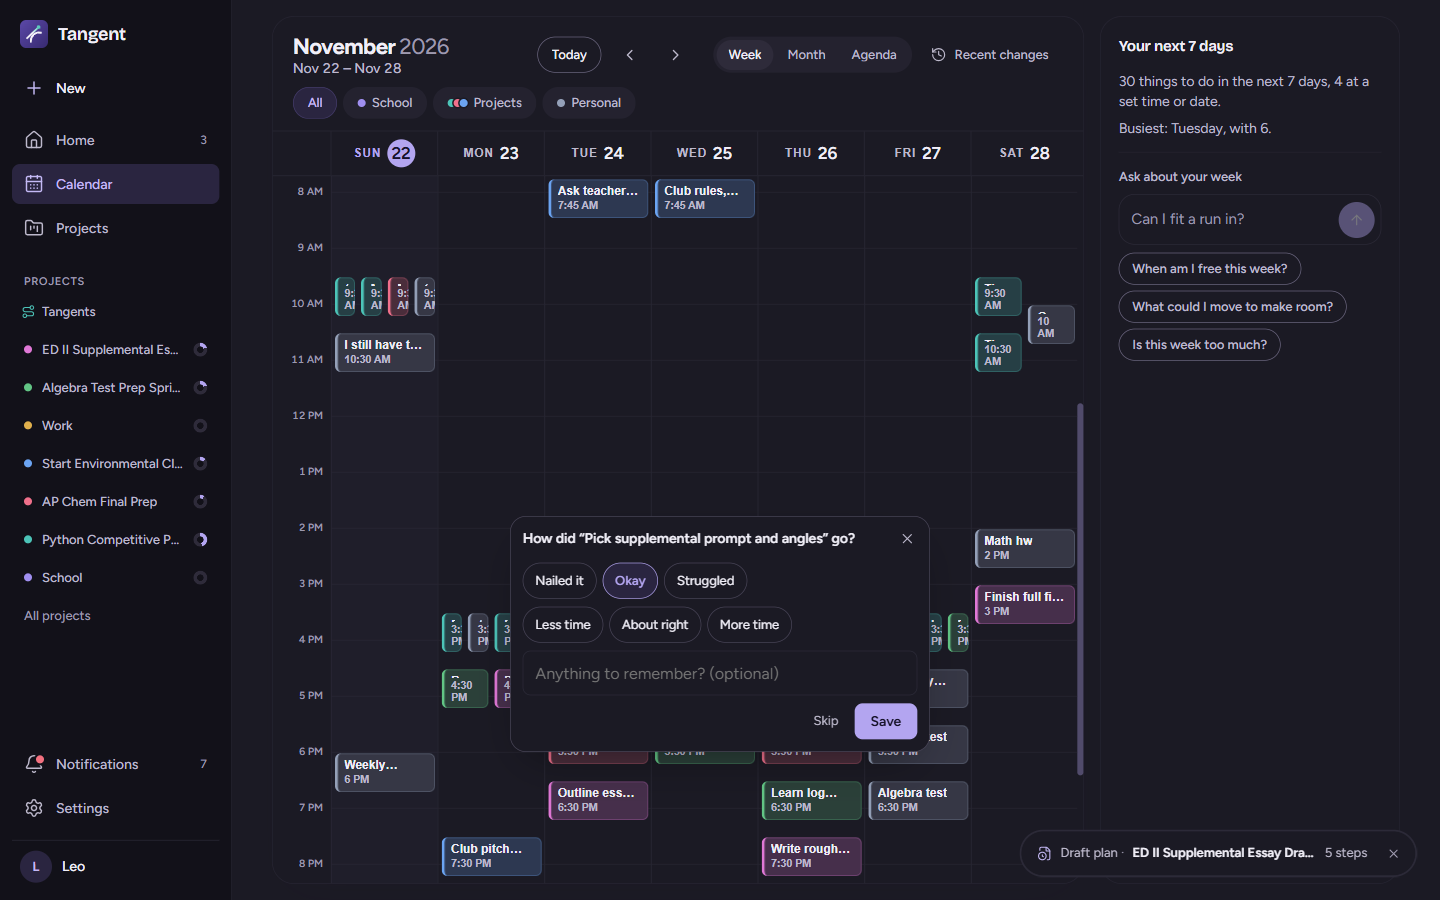 Tangent
New
Home 3
Calendar
Projects
PROJECTS
Tangents
ED II Supplemental Es...
Algebra Test Prep Spri...
Work
Start Environmental Cl...
AP Chem Final Prep
Python Competitive P...
School
All projects
Notifications 7
Settings
L Leo
November 2026
Nov 22 – Nov 28
Today
Week Month Agenda
Recent changes
All School Projects Personal
SUN 22 MON 23 TUE 24 WED 25 THU 26 FRI 27 SAT 28
8 AM
9 AM
10 AM
11 AM
12 PM
1 PM
2 PM
3 PM
4 PM
5 PM
6 PM
7 PM
8 PM
I still have t...
10:30 AM
Weekly...
6 PM
4:30
PM
Club pitch...
7:30 PM
Ask teacher...
7:45 AM
Outline ess...
6:30 PM
Club rules,...
7:45 AM
Learn log...
6:30 PM
Write rough...
7:30 PM
Algebra test
6:30 PM
9:30
AM
10
AM
10:30
AM
Math hw
2 PM
Finish full fi...
3 PM
How did "Pick supplemental prompt and angles" go?
Nailed it Okay Struggled
Less time About right More time
Anything to remember? (optional)
Skip Save
Your next 7 days
30 things to do in the next 7 days, 4 at a
set time or date.
Busiest: Tuesday, with 6.
Ask about your week
Can I fit a run in?
When am I free this week?
What could I move to make room?
Is this week too much?
Draft plan · ED II Supplemental Essay Dra... 5 steps